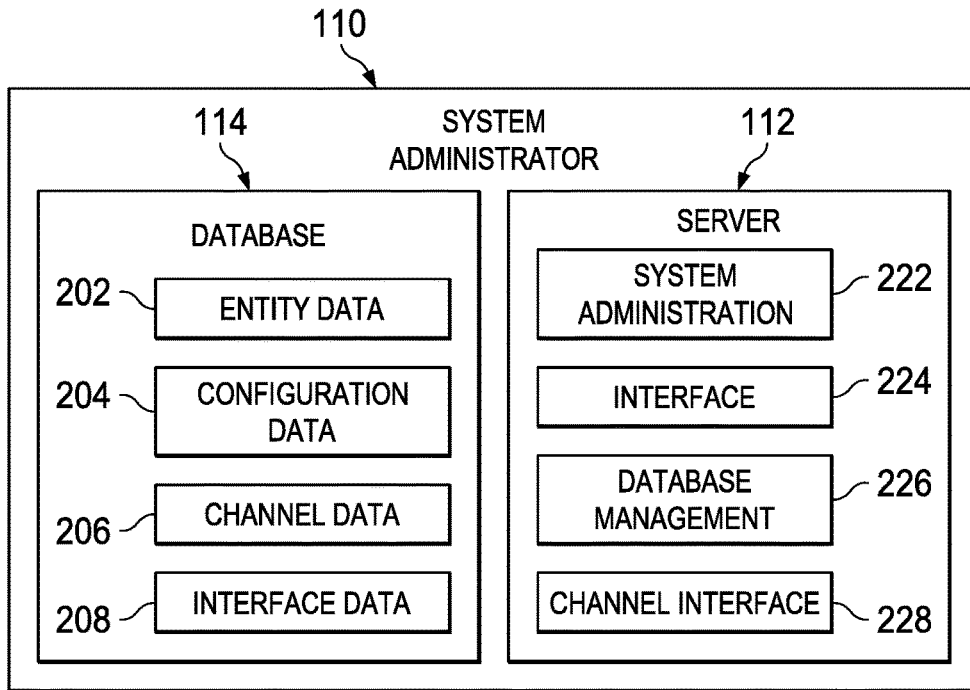 110
SYSTEM
ADMINISTRATOR
114
112
DATABASE
202
ENTITY DATA
204
CONFIGURATION
DATA
206
CHANNEL DATA
208
INTERFACE DATA
SERVER
SYSTEM
ADMINISTRATION
222
INTERFACE
224
DATABASE
MANAGEMENT
226
CHANNEL INTERFACE
228